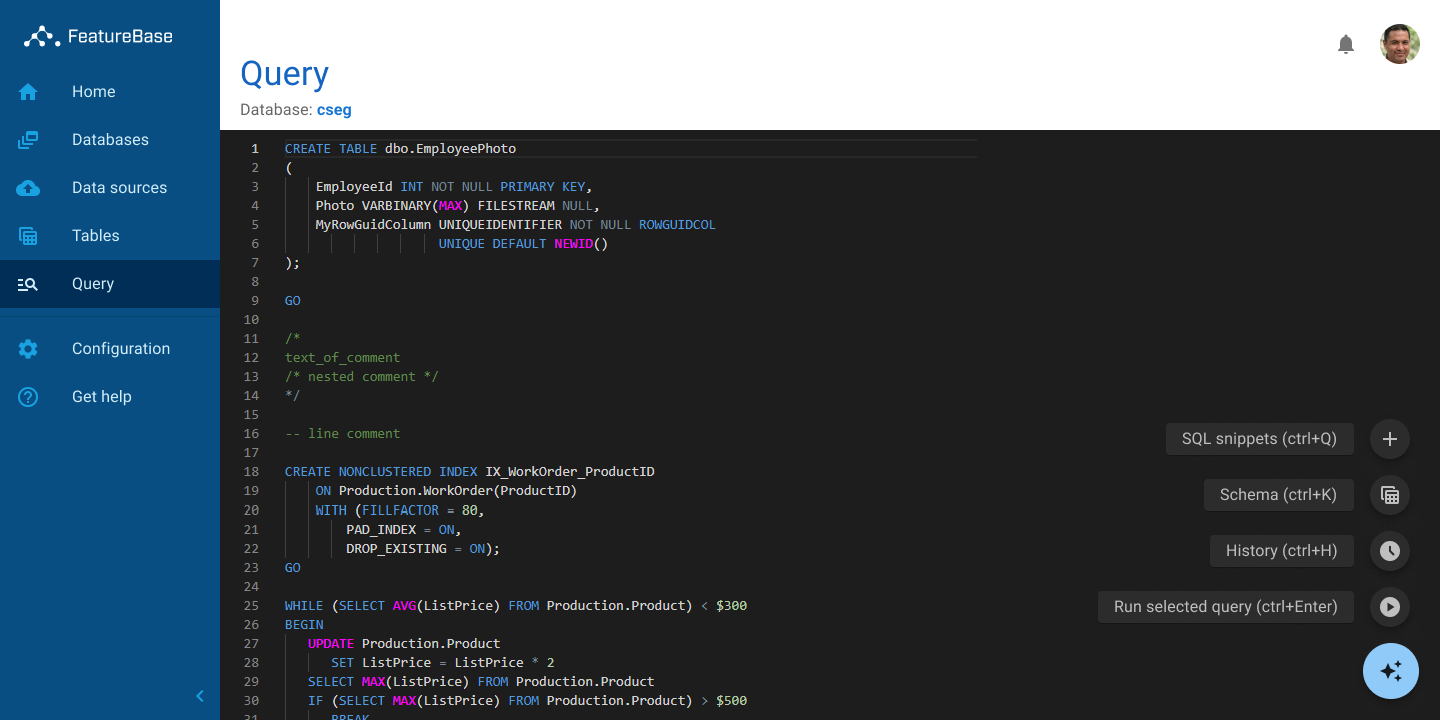 FeatureBase
Home
Databases
Data sources
Tables
Query
Configuration
Get help
Query
Database: cseg
1 CREATE TABLE dbo.EmployeePhoto
2 (
3 EmployeeId INT NOT NULL PRIMARY KEY,
4 Photo VARBINARY(MAX) FILESTREAM NULL,
5 MyRowGuidColumn UNIQUEIDENTIFIER NOT NULL ROWGUIDCOL
6 UNIQUE DEFAULT NEWID()
7 );
8
9 GO
10
11 /*
12 text_of_comment
13 /* nested comment */
14 */
15
16 -- line comment
17
18 CREATE NONCLUSTERED INDEX IX_WorkOrder_ProductID
19 ON Production.WorkOrder(ProductID)
20 WITH (FILLFACTOR = 80,
21 PAD_INDEX = ON,
22 DROP_EXISTING = ON);
23 GO
24
25 WHILE (SELECT AVG(ListPrice) FROM Production.Product) < $300
26 BEGIN
27 UPDATE Production.Product
28 SET ListPrice = ListPrice * 2
29 SELECT MAX(ListPrice) FROM Production.Product
30 IF (SELECT MAX(ListPrice) FROM Production.Product) > $500
31 BREAK
SQL snippets (ctrl+Q)
Schema (ctrl+K)
History (ctrl+H)
Run selected query (ctrl+Enter)